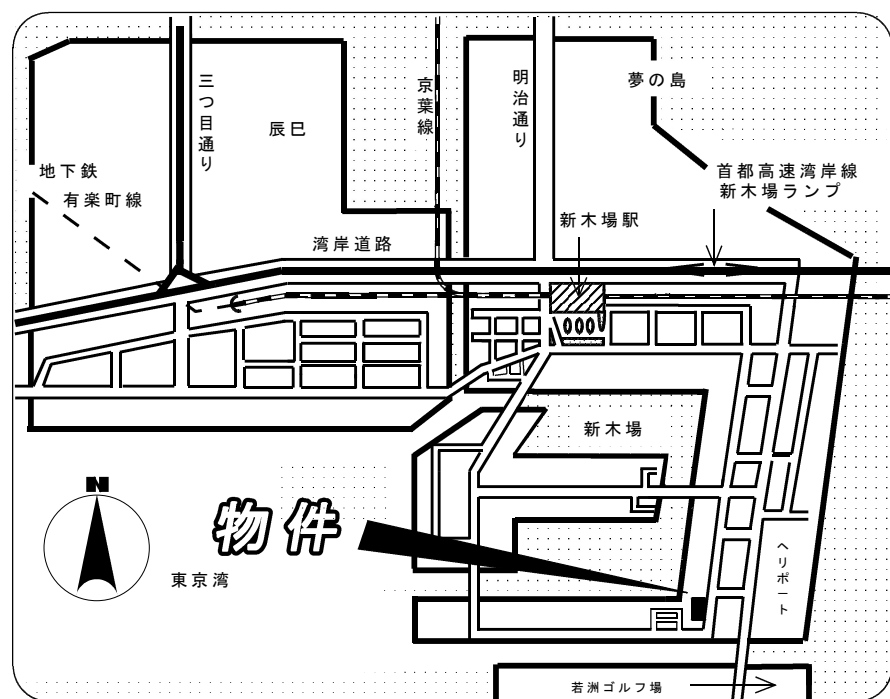 三つ目通り
京葉線
明治通り
夢の島
辰巳
地下鉄
有楽町線
首都高速湾岸線
新木場ランプ
新木場駅
湾岸道路
新木場
N
物件
東京湾
ヘリポート
若洲ゴルフ場